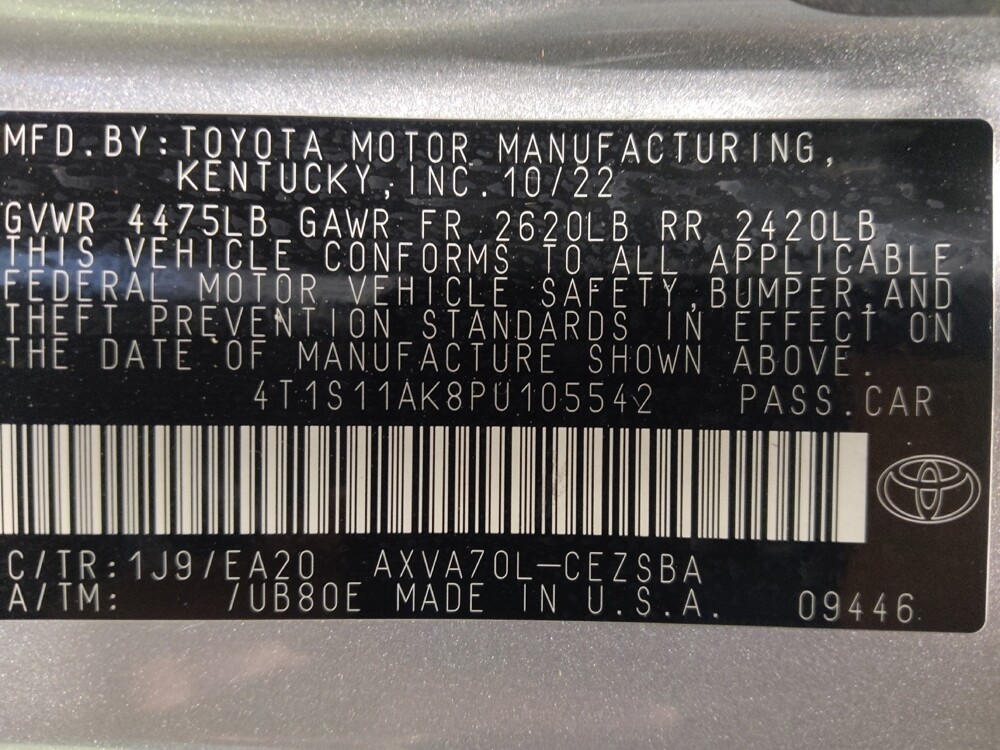 MFD.BY:TOYOTA MOTOR MANUFACTURING,
KENTUCKY, INC. 10/22
GVWR 4475LB GAWR FR 2620LB RR 2420LB
THIS VEHICLE CONFORMS TO ALL APPLICABLE
FEDERAL MOTOR VEHICLE SAFETY,BUMPER,AND
THEFT PREVENTION STANDARDS IN EFFECT ON
THE DATE OF MANUFACTURE SHOWN ABOVE.
4T1S11AK8PU105542 PASS.CAR
C/TR:1J9/EA20 AXVA70L-CEZSBA
A/TM: /UB80E MADE IN U.S.A. 09446